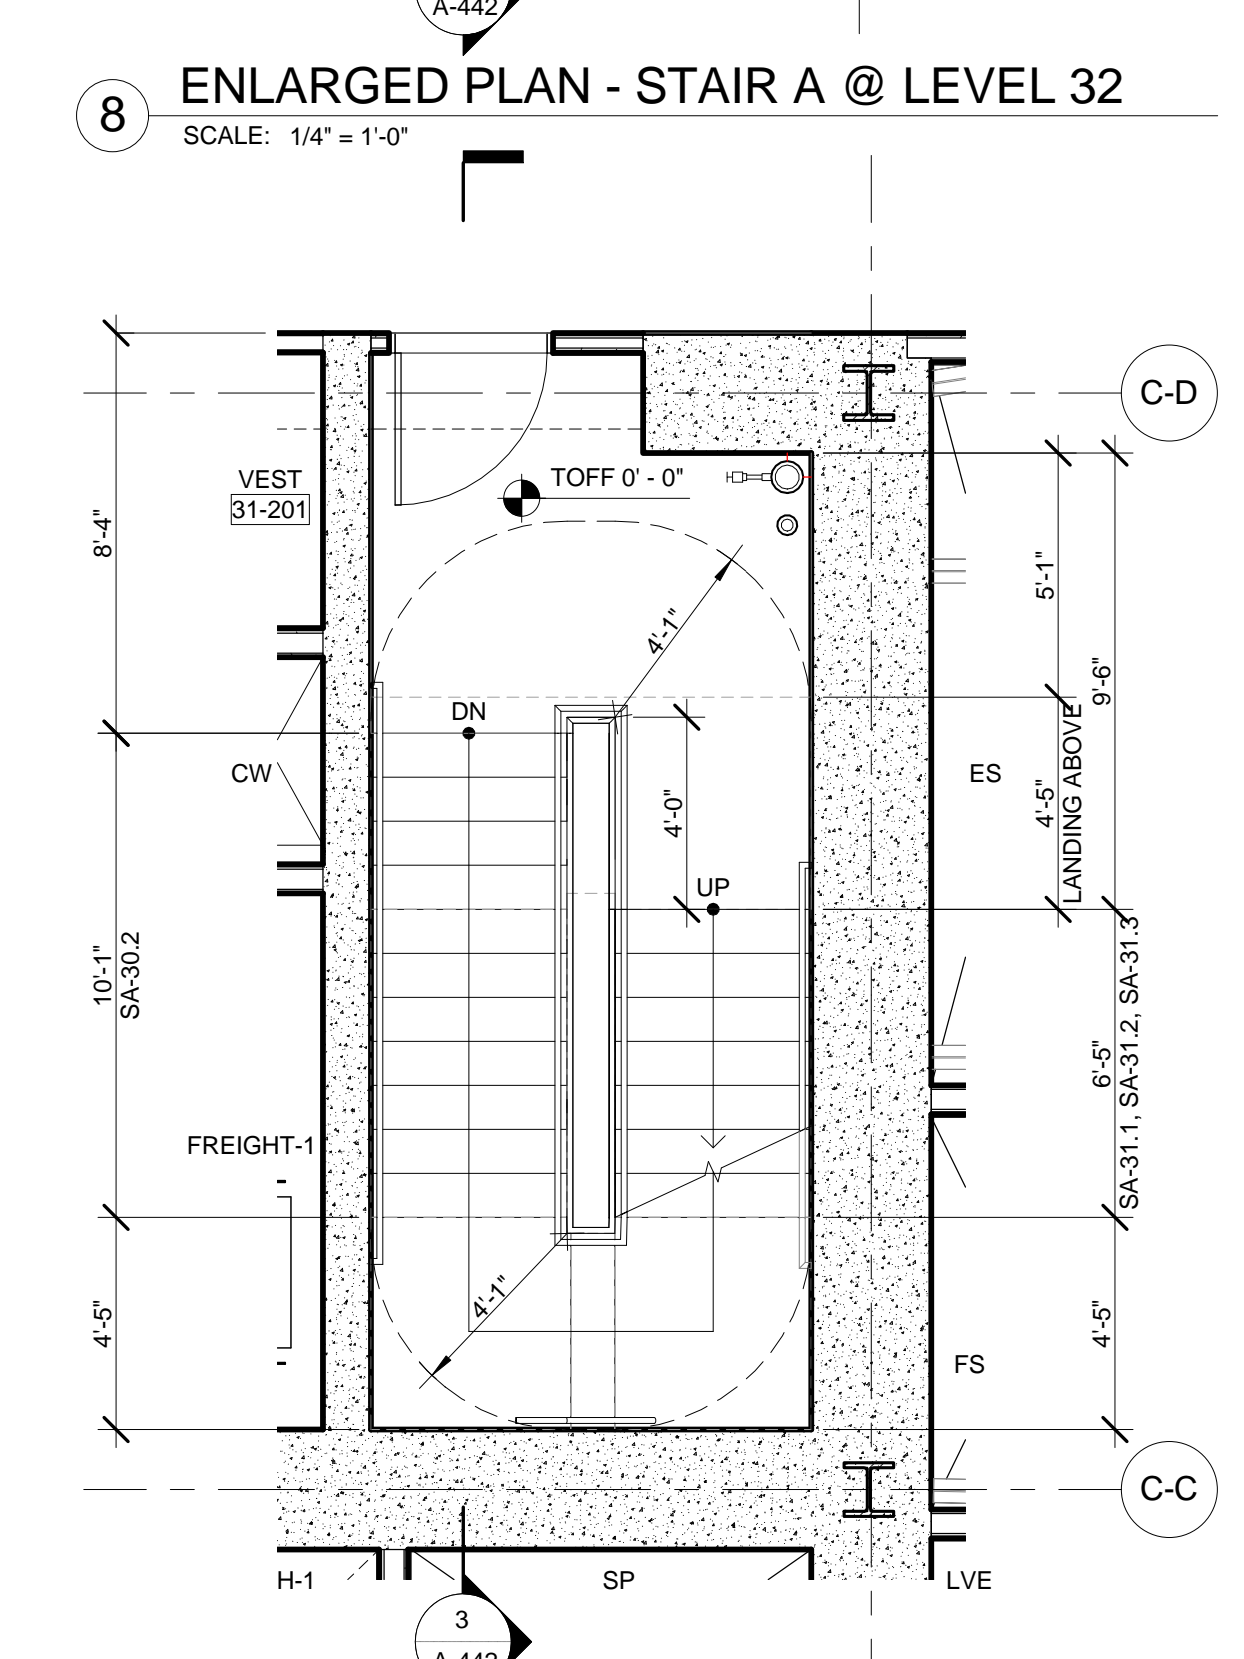 A-442
ENLARGED PLAN - STAIR A @ LEVEL 32
8
SCALE: 1/4" = 1'-0"
C-D
VEST
31-201
TOFF 0' - 0"
8'-4"
5'-1"
4'-1"
9'-6"
DN
CW
4'-0"
4'-5"
LANDING ABOVE
ES
UP
10'-1"
SA-30.2
6'-5"
SA-31.1, SA-31.2, SA-31.3
FREIGHT-1
4'-1"
4'-5"
4'-5"
FS
C-C
H-1
SP
LVE
3
A-442